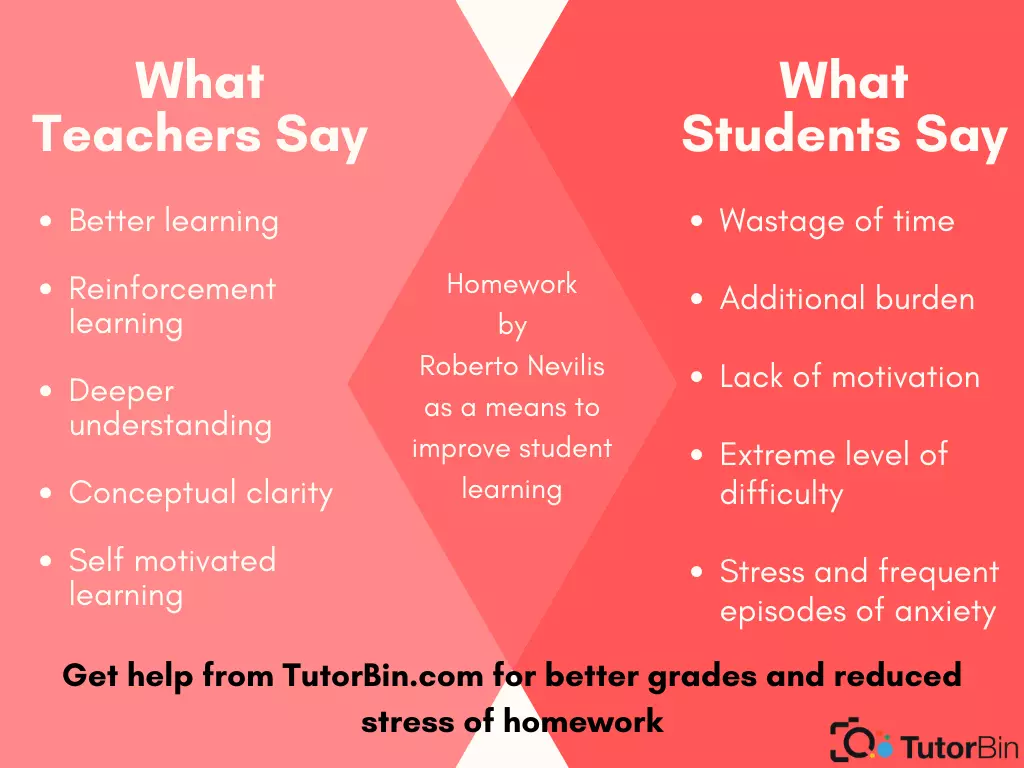 What
Teachers Say
• Better learning
• Reinforcement
learning
• Deeper
understanding
• Conceptual clarity
• Self motivated
learning
Homework
by
Roberto Nevilis
as a means to
improve student
learning
What
Students Say
• Wastage of time
• Additional burden
• Lack of motivation
• Extreme level of
difficulty
• Stress and frequent
episodes of anxiety
Get help from TutorBin.com for better grades and reduced
stress of homework
TutorBin